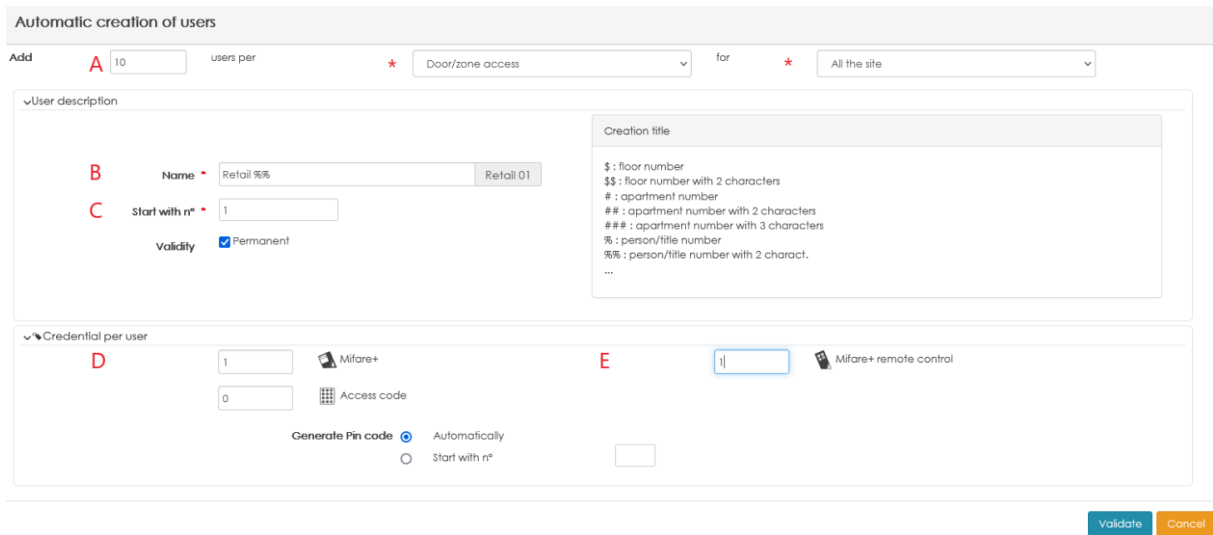 Automatic creation of users
Add A 10 users per * Door/zone access for * All the site
User description
Creation title
$ : floor number
$$ : floor number with 2 characters
# : apartment number
## : apartment number with 2 characters
### : apartment number with 3 characters
% : person/title number
%% : person/title number with 2 charact.
...
B Name * Retail %% Retail 01
C Start with n° * 1
Validity Permanent
Credential per user
D 1 Mifare+ E 1 Mifare+ remote control
0 Access code
Generate Pin code Automatically
Start with n°
Validate Cancel